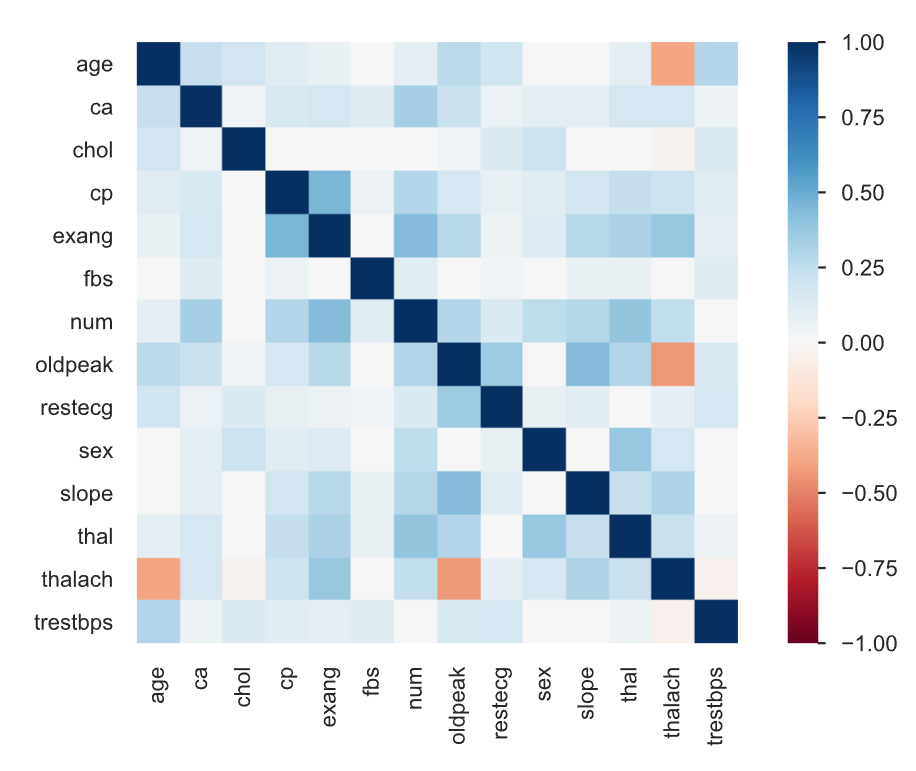 age
ca
chol
cp
exang
fbs
num
oldpeak
restecg
sex
slope
thal
thalach
trestbps
age ca chol cp exang fbs num oldpeak restecg sex slope thal thalach trestbps
1.00
0.75
0.50
0.25
0.00
−0.25
−0.50
−0.75
−1.00